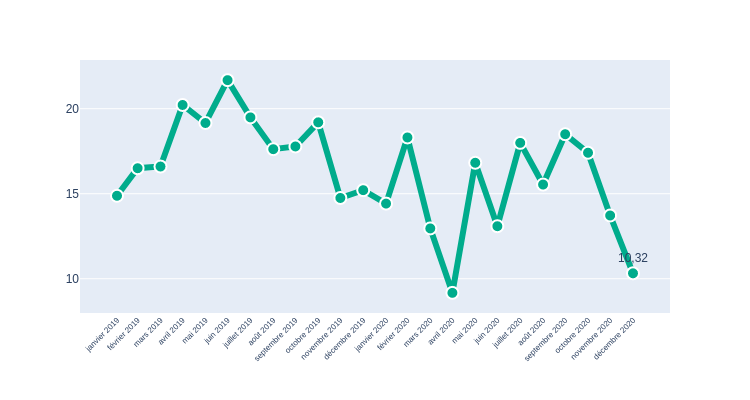 20
15
10
10,32
janvier 2019
février 2019
mars 2019
avril 2019
mai 2019
juin 2019
juillet 2019
août 2019
septembre 2019
octobre 2019
novembre 2019
décembre 2019
janvier 2020
février 2020
mars 2020
avril 2020
mai 2020
juin 2020
juillet 2020
août 2020
septembre 2020
octobre 2020
novembre 2020
décembre 2020